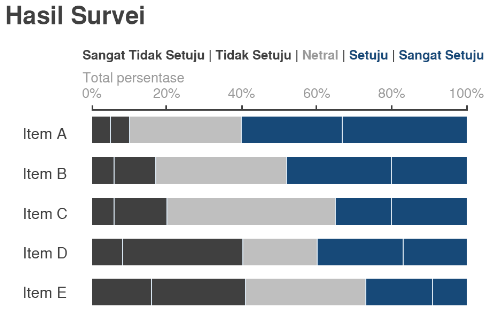 Hasil Survei
Sangat Tidak Setuju | Tidak Setuju | Netral | Setuju | Sangat Setuju
Total persentase
0% 20% 40% 60% 80% 100%
Item A
Item B
Item C
Item D
Item E